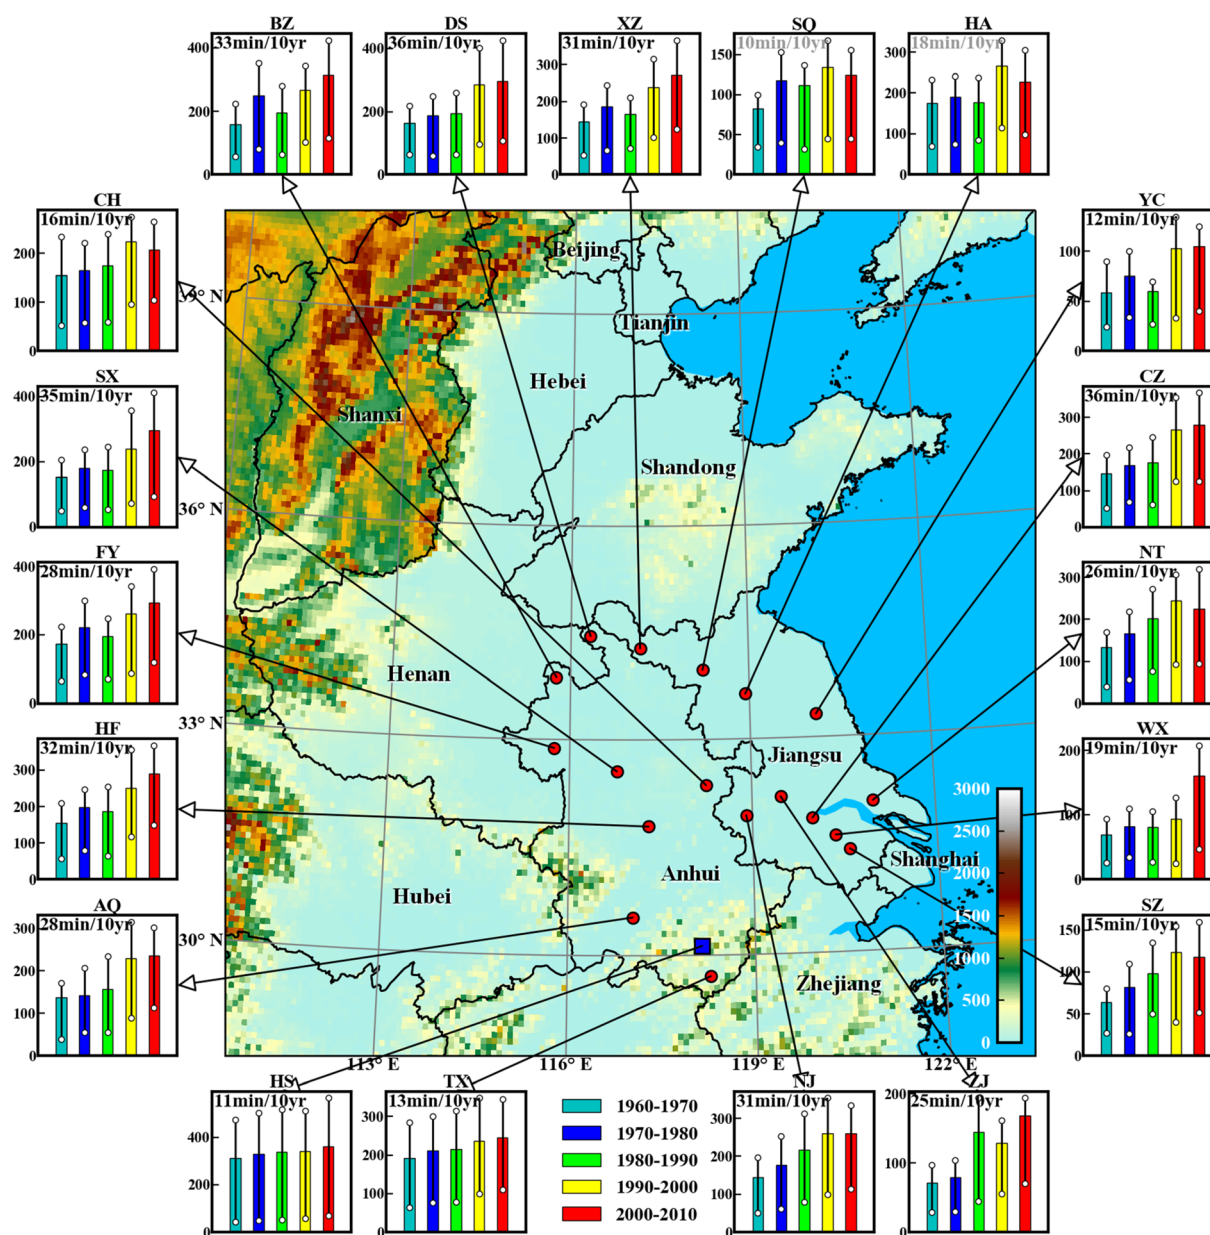 BZ
33min/10yr
400
200
0
DS
36min/10yr
400
200
0
XZ
31min/10yr
400
300
200
100
0
SQ
10min/10yr
150
100
50
0
HA
18min/10yr
300
200
100
0
CH
16min/10yr
200
100
0
SX
35min/10yr
400
200
0
FY
28min/10yr
400
200
0
HF
32min/10yr
300
200
100
0
AQ
28min/10yr
300
200
100
0
YC
12min/10yr
100
50
0
CZ
36min/10yr
300
200
100
0
NT
26min/10yr
300
200
100
0
WX
19min/10yr
200
100
0
SZ
15min/10yr
150
100
50
0
Beijing
Tianjin
Hebei
Shanxi
Shandong
Henan
Jiangsu
Shanghai
Anhui
Hubei
Zhejiang
36° N
33° N
30° N
113° E
116° E
119° E
122° E
3000
2500
2000
1500
1000
500
0
HS
11min/10yr
400
200
0
TX
13min/10yr
300
200
100
0
1960-1970
1970-1980
1980-1990
1990-2000
2000-2010
NJ
31min/10yr
300
200
100
0
ZJ
25min/10yr
200
100
0